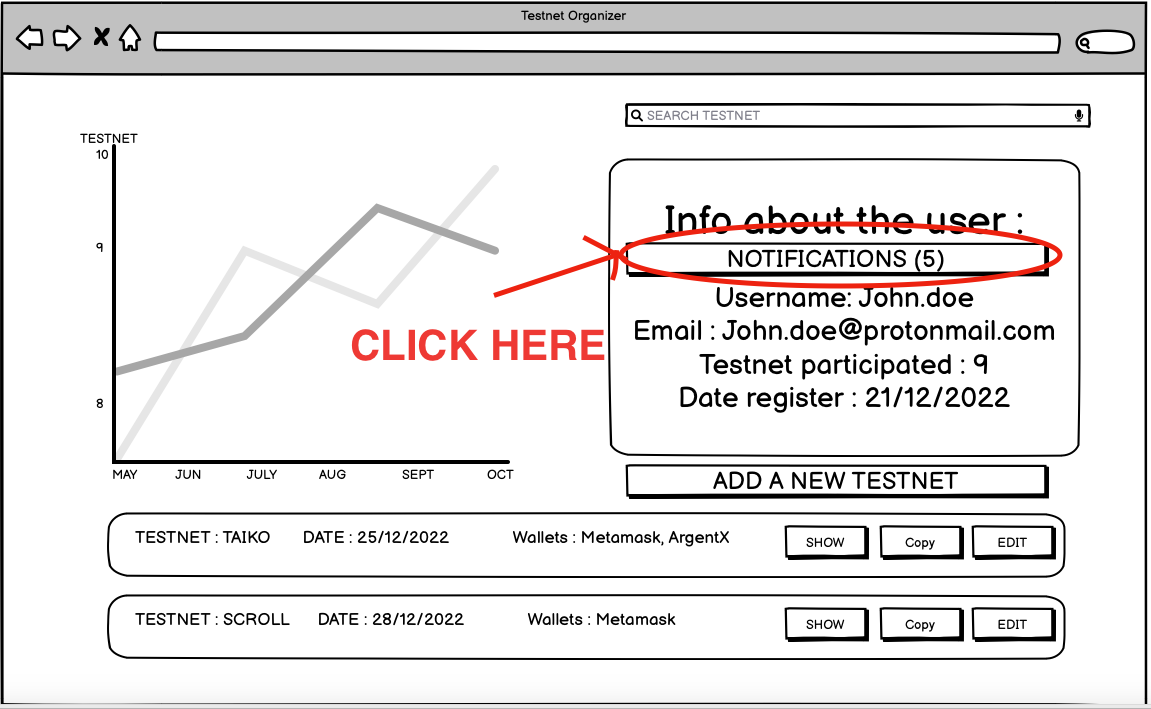 Testnet Organizer
SEARCH TESTNET
TESTNET
10
9
8
MAY JUN JULY AUG SEPT OCT
CLICK HERE
Info about the user :
NOTIFICATIONS (5)
Username: John.doe
Email : John.doe@protonmail.com
Testnet participated : 9
Date register : 21/12/2022
ADD A NEW TESTNET
TESTNET : TAIKO DATE : 25/12/2022 Wallets : Metamask, ArgentX SHOW Copy EDIT
TESTNET : SCROLL DATE : 28/12/2022 Wallets : Metamask SHOW Copy EDIT